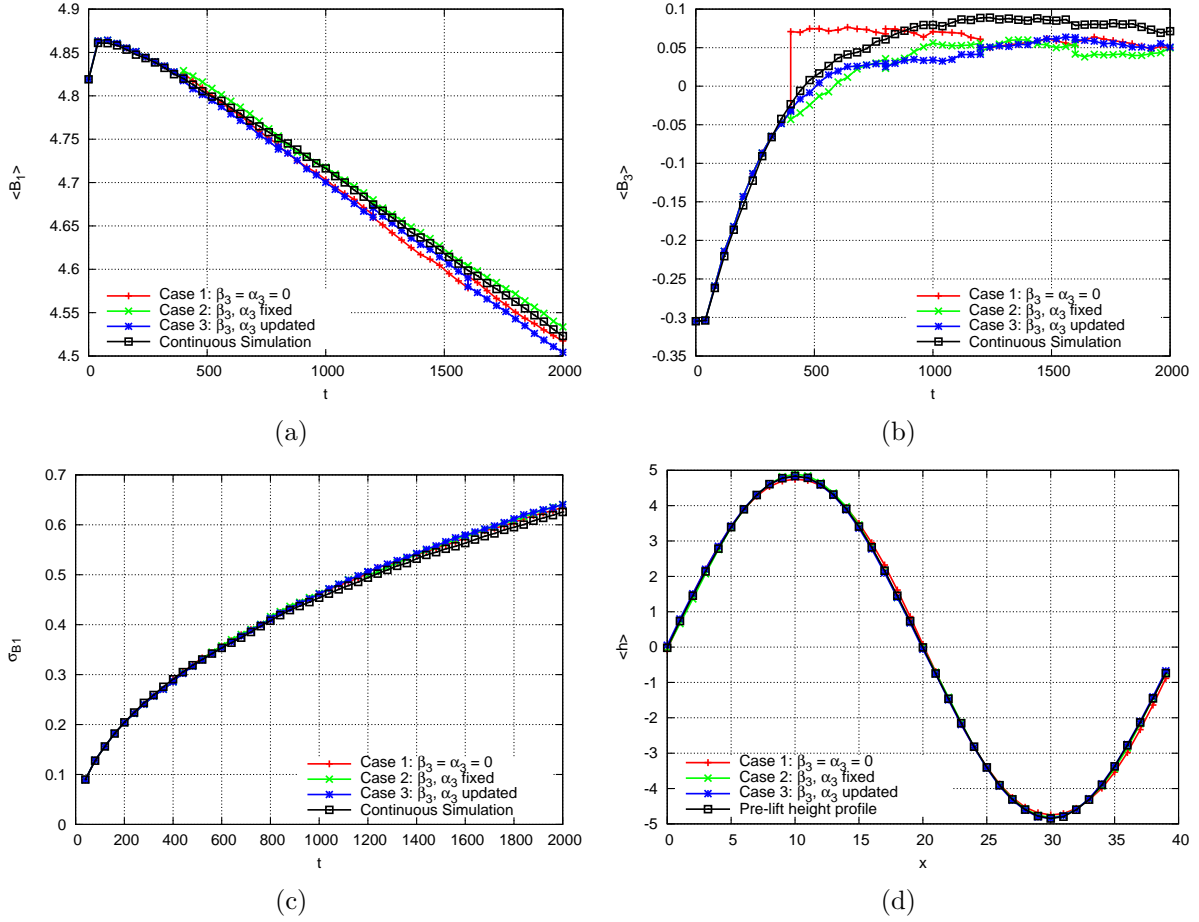 4.9
4.85
4.8
4.75
4.7
4.65
4.6
4.55
4.5
<B₁>
Case 1: β₃ = α₃ = 0
Case 2: β₃, α₃ fixed
Case 3: β₃, α₃ updated
Continuous Simulation
0 500 1000 1500 2000
t
(a)
0.1
0.05
0
-0.05
-0.1
-0.15
-0.2
-0.25
-0.3
-0.35
<B₃>
Case 1: β₃ = α₃ = 0
Case 2: β₃, α₃ fixed
Case 3: β₃, α₃ updated
Continuous Simulation
0 500 1000 1500 2000
t
(b)
0.7
0.6
0.5
0.4
0.3
0.2
0.1
0
σB1
Case 1: β₃ = α₃ = 0
Case 2: β₃, α₃ fixed
Case 3: β₃, α₃ updated
Continuous Simulation
0 200 400 600 800 1000 1200 1400 1600 1800 2000
t
(c)
5
4
3
2
1
0
-1
-2
-3
-4
-5
<h>
Case 1: β₃ = α₃ = 0
Case 2: β₃, α₃ fixed
Case 3: β₃, α₃ updated
Pre-lift height profile
0 5 10 15 20 25 30 35 40
x
(d)